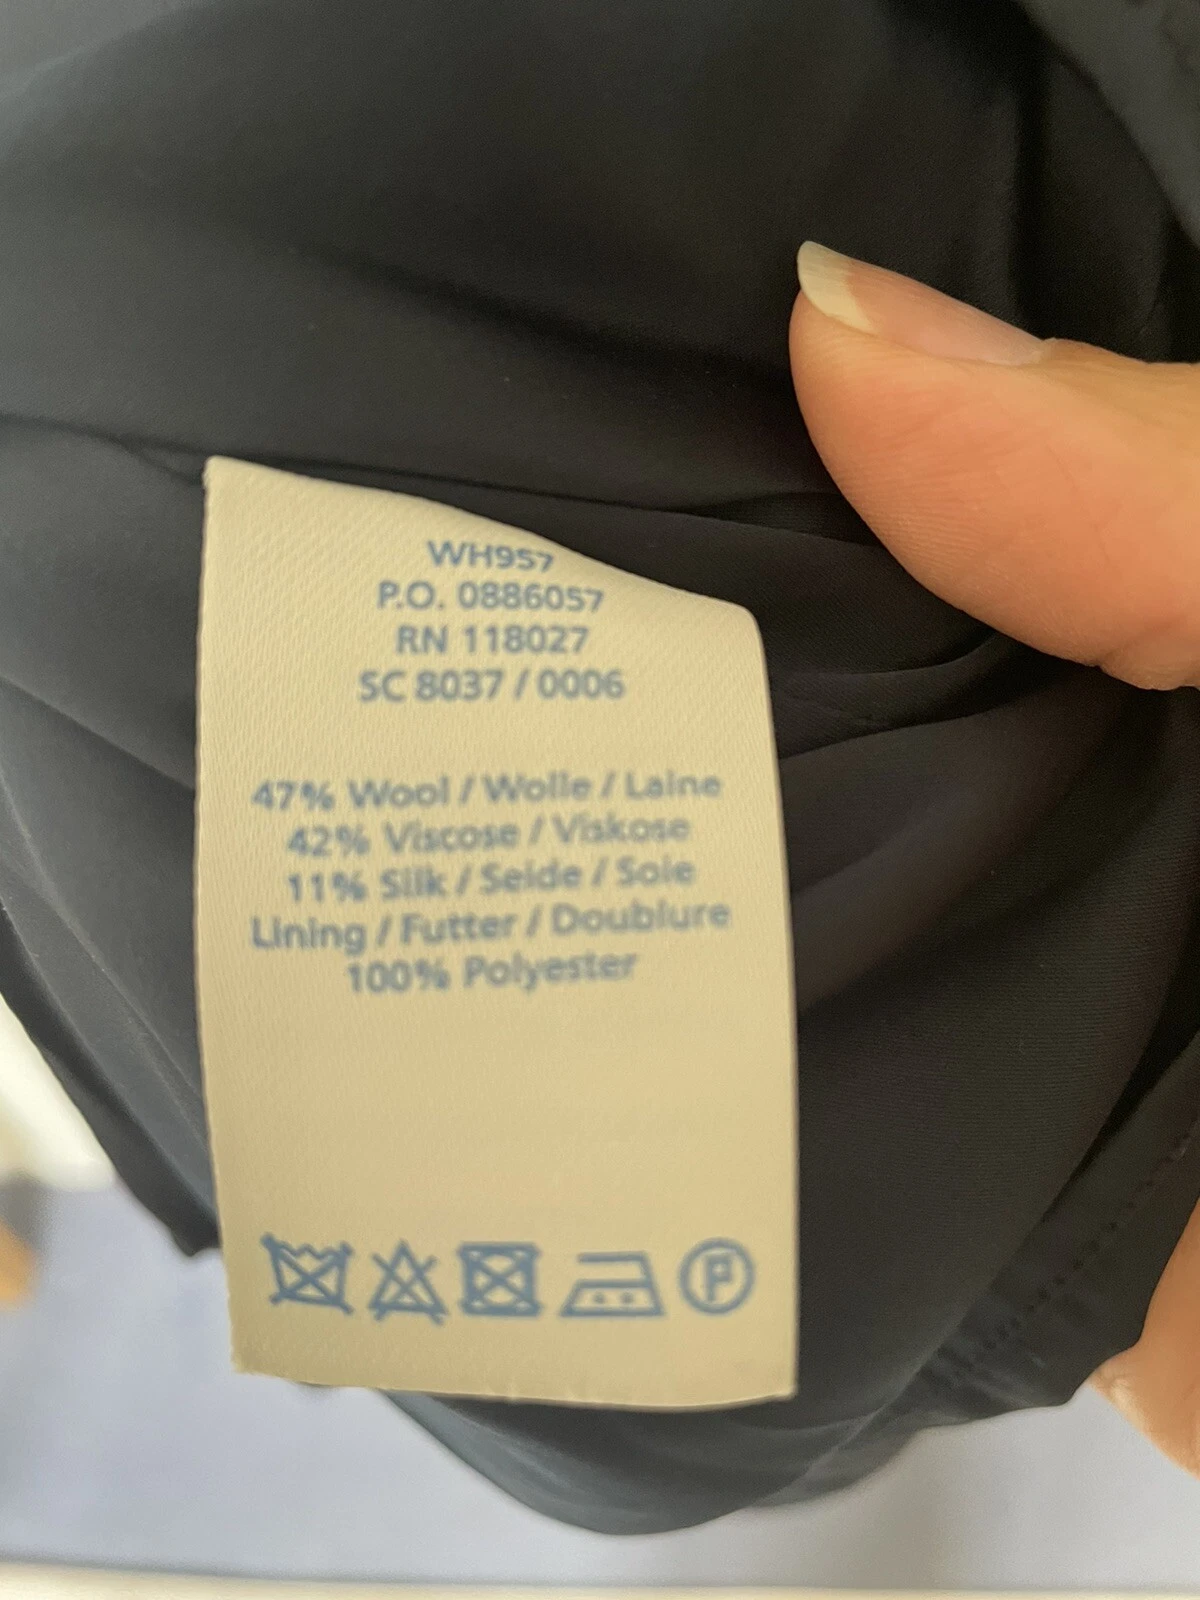 WH957
P.O. 0886057
RN 118027
SC 8037 / 0006
47% Wool / Wolle / Laine
42% Viscose / Viskose
11% Silk / Seide / Soie
Lining / Futter / Doublure
100% Polyester
P